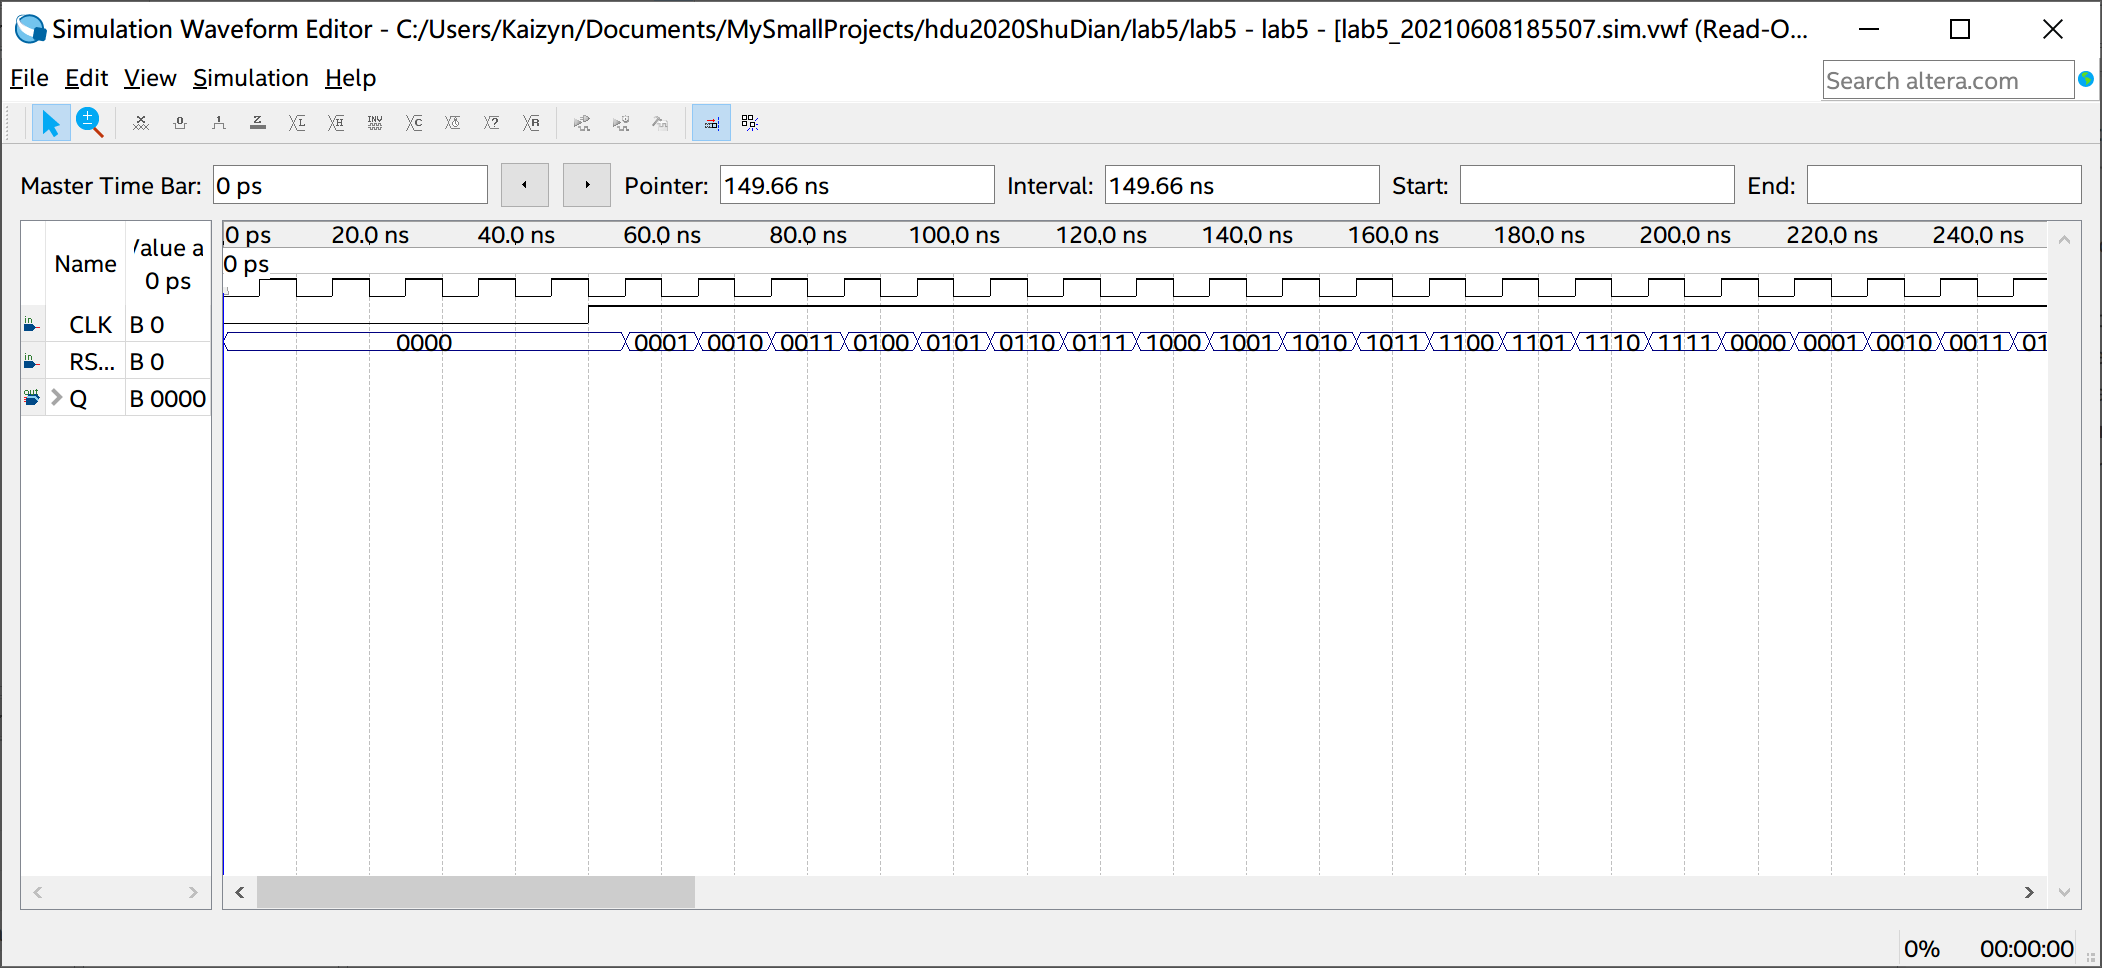 Simulation Waveform Editor - C:/Users/Kaizyn/Documents/MySmallProjects/hdu2020ShuDian/lab5/lab5 - lab5 - [lab5_20210608185507.sim.vwf (Read-O...
File Edit View Simulation Help
Search altera.com
Master Time Bar: 0 ps Pointer: 149.66 ns Interval: 149.66 ns Start: End:
Name
Value a
0 ps
0 ps 20.0 ns 40.0 ns 60.0 ns 80.0 ns 100.0 ns 120.0 ns 140.0 ns 160.0 ns 180.0 ns 200.0 ns 220.0 ns 240.0 ns
0 ps
in CLK B 0
in RS... B 0
out Q B 0000
0000 0001 0010 0011 0100 0101 0110 0111 1000 1001 1010 1011 1100 1101 1110 1111 0000 0001 0010 0011 01
0% 00:00:00